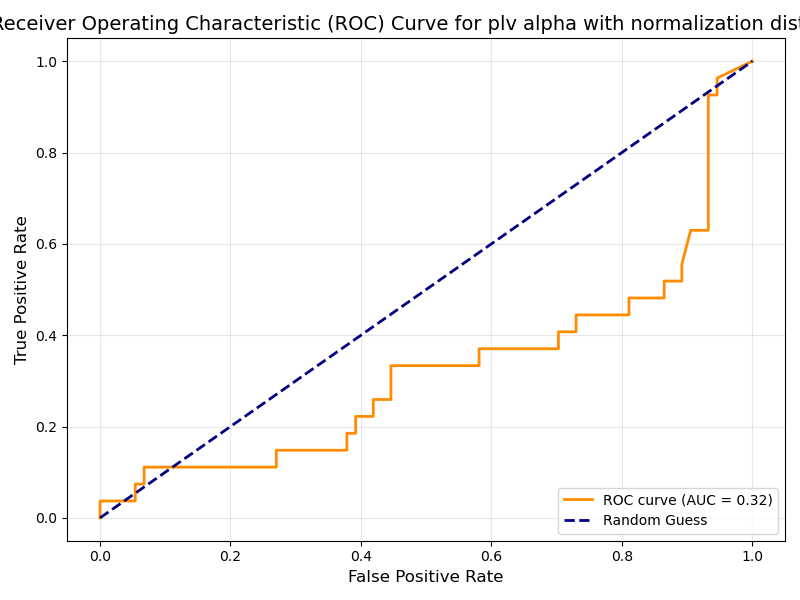 Receiver Operating Characteristic (ROC) Curve for plv alpha with normalization dist
1.0
0.8
0.6
0.4
0.2
0.0
True Positive Rate
0.0 0.2 0.4 0.6 0.8 1.0
False Positive Rate
ROC curve (AUC = 0.32)
Random Guess